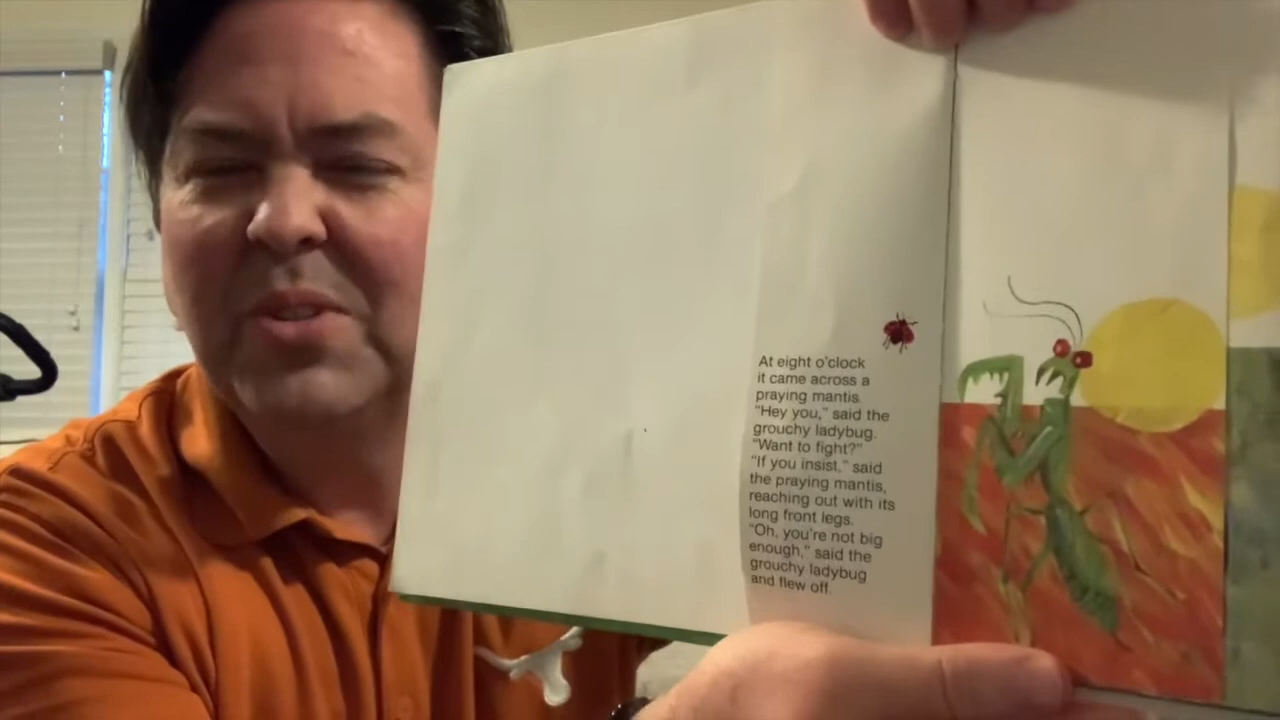 At eight o'clock
it came across a
praying mantis.
"Hey you," said the
grouchy ladybug.
"Want to fight?"
"If you insist," said
the praying mantis,
reaching out with its
long front legs.
"Oh, you're not big
enough," said the
grouchy ladybug
and flew off.